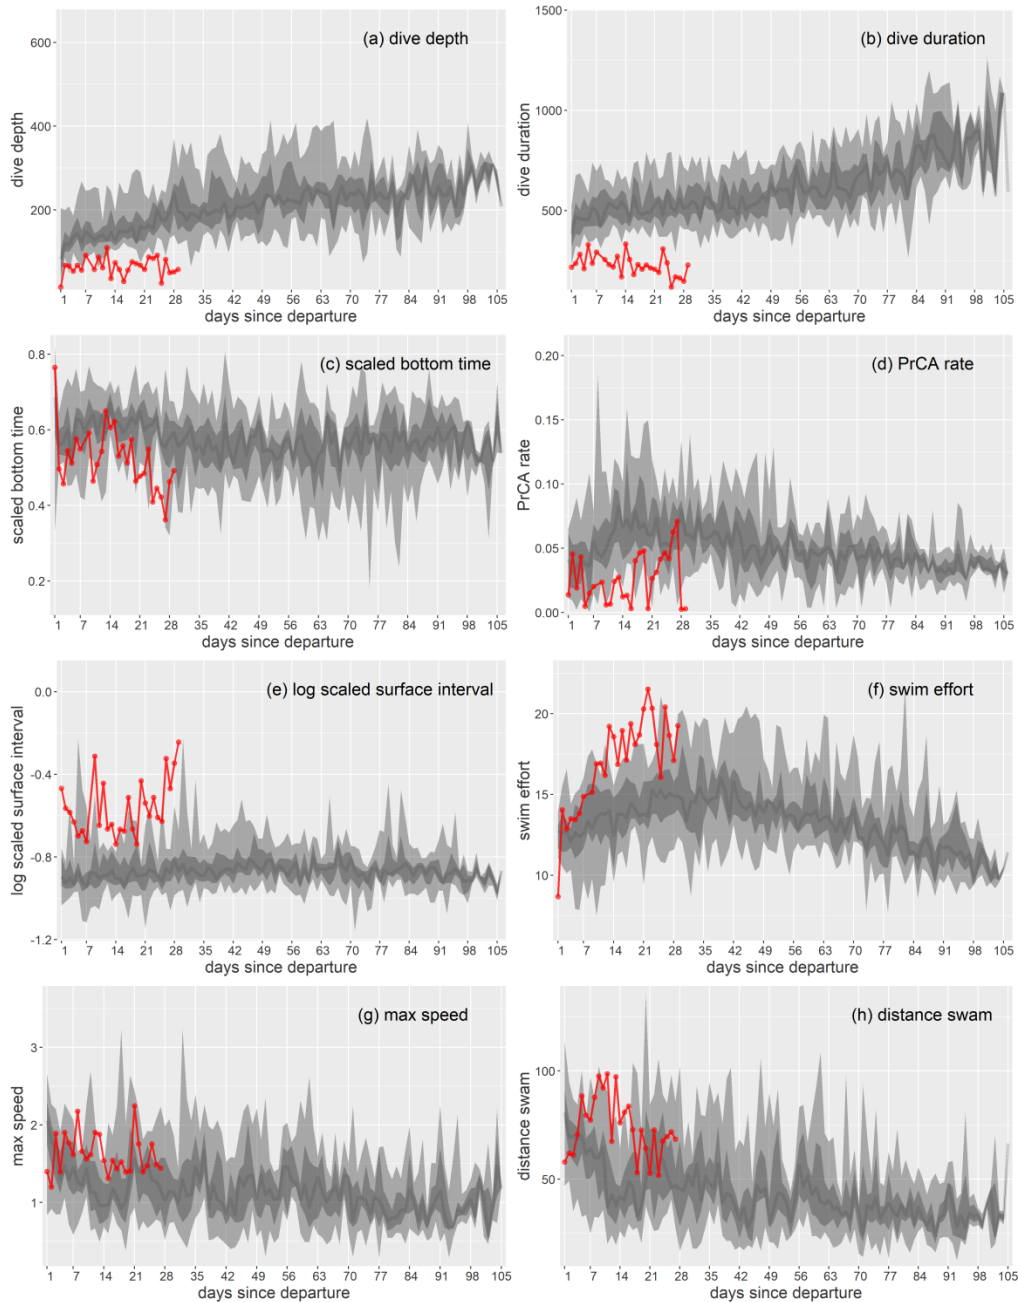 (a) dive depth
dive depth
600
400
200
1 7 14 21 28 35 42 49 56 63 70 77 84 91 98 105
days since departure
(b) dive duration
dive duration
1500
1000
500
1 7 14 21 28 35 42 49 56 63 70 77 84 91 98 105
days since departure
(c) scaled bottom time
scaled bottom time
0.8
0.6
0.4
0.2
1 7 14 21 28 35 42 49 56 63 70 77 84 91 98 105
days since departure
(d) PrCA rate
PrCA rate
0.20
0.15
0.10
0.05
0.00
1 7 14 21 28 35 42 49 56 63 70 77 84 91 98 105
days since departure
(e) log scaled surface interval
log scaled surface interval
0.0
-0.4
-0.8
-1.2
1 7 14 21 28 35 42 49 56 63 70 77 84 91 98 105
days since departure
(f) swim effort
swim effort
20
15
10
1 7 14 21 28 35 42 49 56 63 70 77 84 91 98 105
days since departure
(g) max speed
max speed
3
2
1
1 7 14 21 28 35 42 49 56 63 70 77 84 91 98 105
days since departure
(h) distance swam
distance swam
100
50
1 7 14 21 28 35 42 49 56 63 70 77 84 91 98 105
days since departure